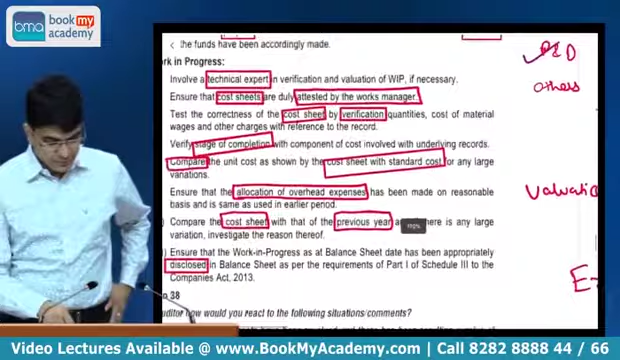 bma
book my
academy
the funds have been accordingly made.
ork in Progress:
Involve a technical expert in verification and valuation of WIP, if necessary.
Ensure that cost sheets are duly attested by the works manager.
Test the correctness of the cost sheet by verification quantities, cost of material
wages and other charges with reference to the record.
Verify stage of completion with component of cost involved with underlying records.
Compare the unit cost as shown by the cost sheet with standard cost for any large
variations.
Ensure that the allocation of overhead expenses has been made on reasonable
basis and is same as used in earlier period.
) Compare the cost sheet with that of the previous year a here is any large
variation, investigate the reason thereof.
) Ensure that the Work-in-Progress as at Balance Sheet date has been appropriately
disclosed in Balance Sheet as per the requirements of Part I of Schedule III to the
Companies Act, 2013.
o 38
uditor how would you react to the following situations/comments?
others
Valuatio
E
Video Lectures Available @ www.BookMyAcademy.com | Call 8282 8888 44 / 66